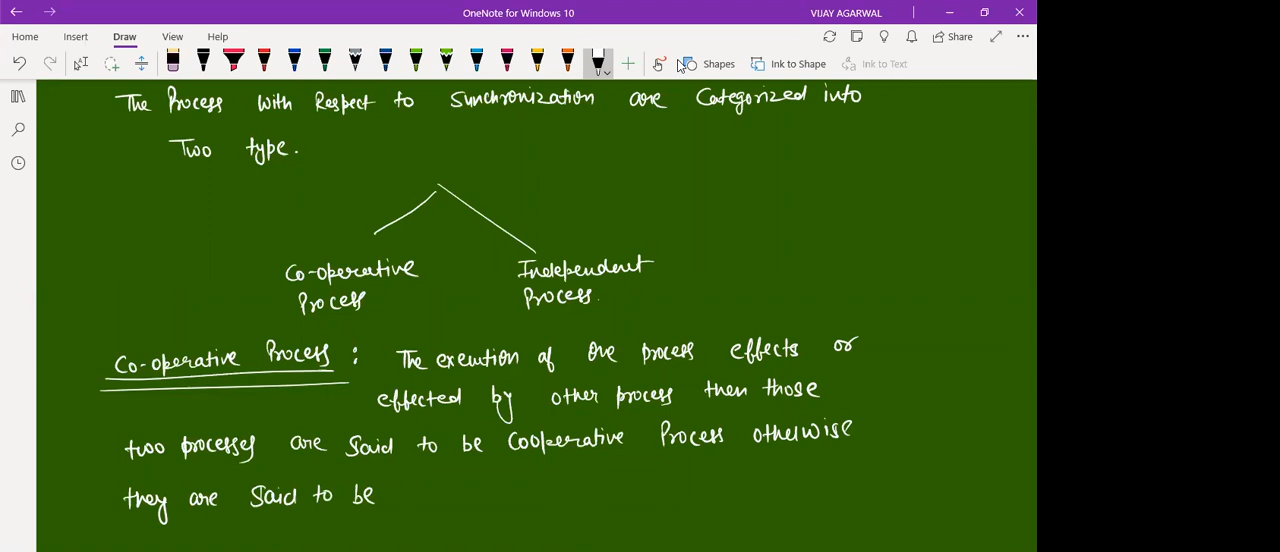 OneNote for Windows 10
VIJAY AGARWAL
Home Insert Draw View Help
Share
Shapes Ink to Shape Ink to Text
The Process with Respect to Synchronization are Categorized into
Two type.
Co-operative Process
Independent Process.
Co-operative Process : The exeution of one process effects or
effected by other process then those
two processes are Said to be Cooperative Process otherwise
they are Said to be